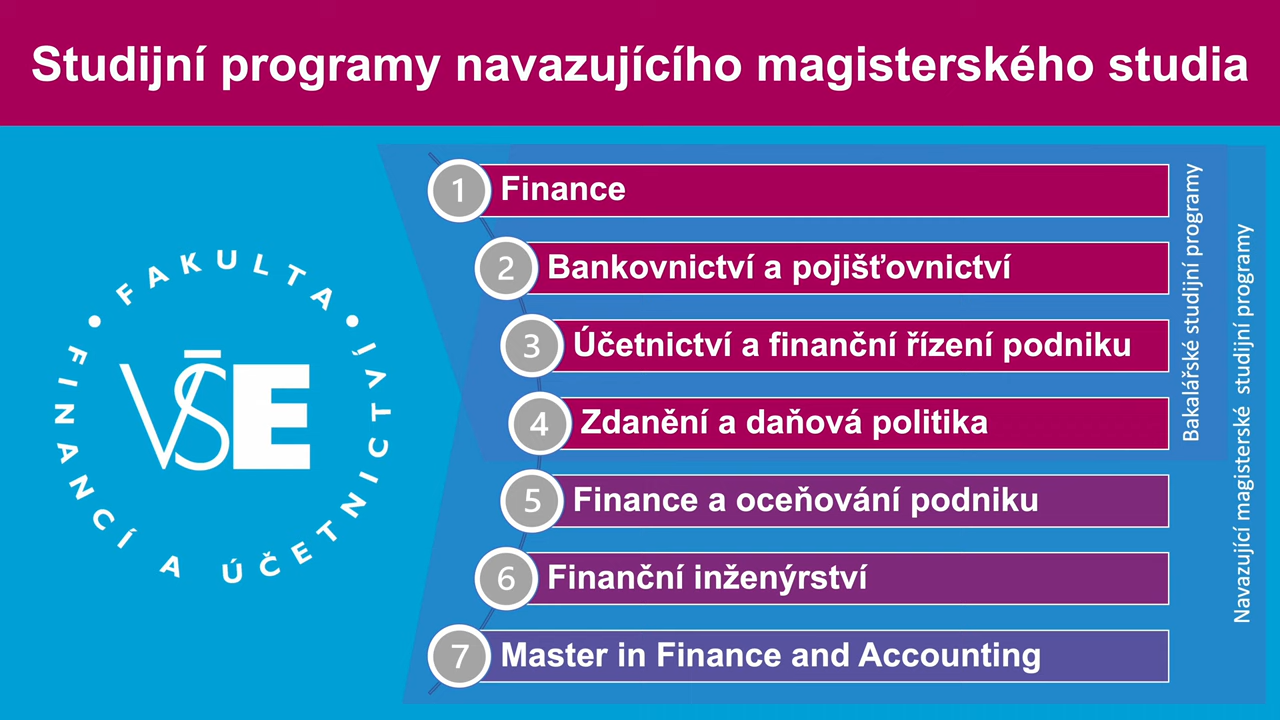 Studijní programy navazujícího magisterského studia
FAKULTA
FINANCÍ A ÚČETNICTVÍ
VŠE
1 Finance
2 Bankovnictví a pojišťovnictví
3 Účetnictví a finanční řízení podniku
4 Zdanění a daňová politika
5 Finance a oceňování podniku
6 Finanční inženýrství
7 Master in Finance and Accounting
Bakalářské studijní programy
Navazující magisterské studijní programy